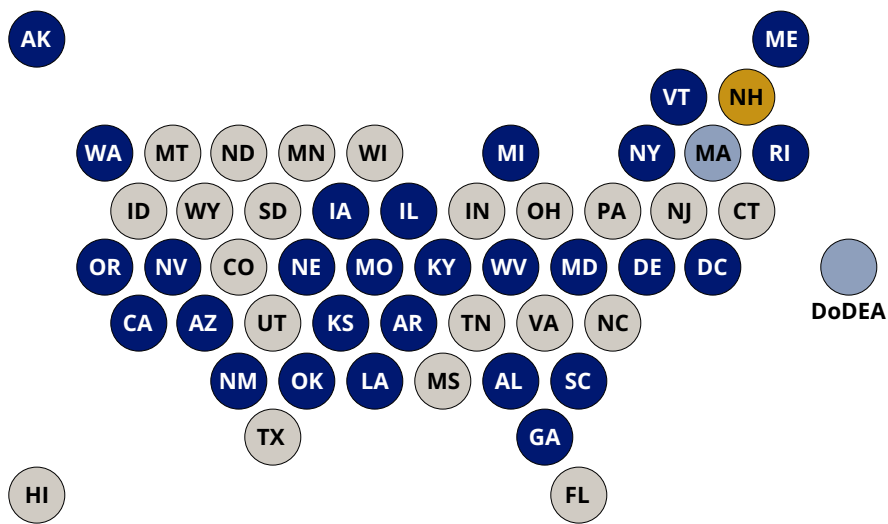 AK ME
VT NH
WA MT ND MN WI MI NY MA RI
ID WY SD IA IL IN OH PA NJ CT
OR NV CO NE MO KY WV MD DE DC
DoDEA
CA AZ UT KS AR TN VA NC
NM OK LA MS AL SC
TX GA
HI FL